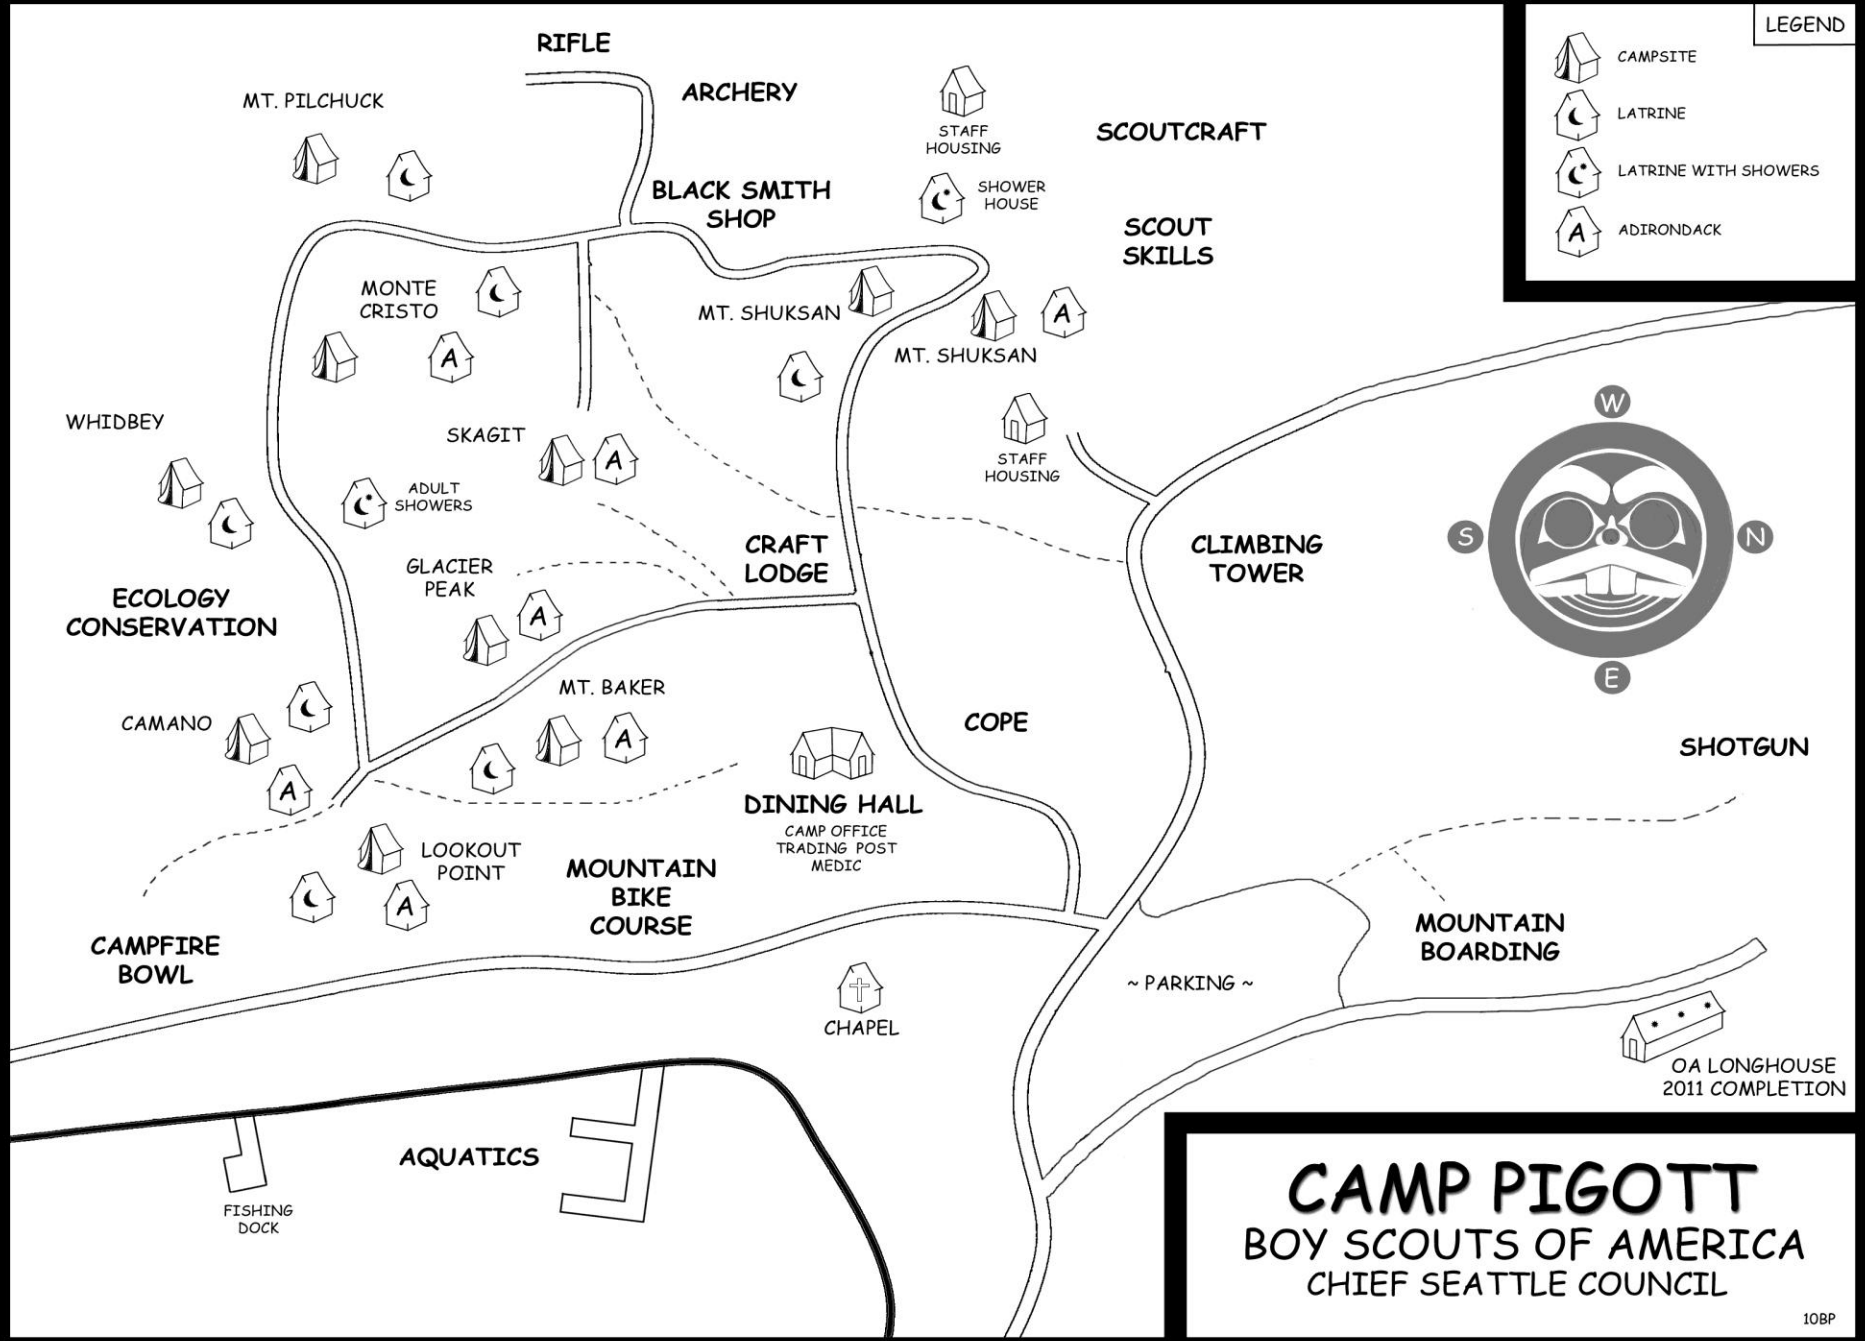 RIFLE
MT. PILCHUCK
ARCHERY
STAFF
HOUSING
SCOUTCRAFT
BLACK SMITH
SHOP
SHOWER
HOUSE
SCOUT
SKILLS
LEGEND
CAMPSITE
LATRINE
LATRINE WITH SHOWERS
A
ADIRONDACK
MONTE
CRISTO
A
MT. SHUKSAN
MT. SHUKSAN
A
WHIDBEY
SKAGIT
A
STAFF
HOUSING
ADULT
SHOWERS
W
S
N
E
CRAFT
LODGE
CLIMBING
TOWER
GLACIER
PEAK
A
ECOLOGY
CONSERVATION
MT. BAKER
A
CAMANO
A
COPE
SHOTGUN
DINING HALL
CAMP OFFICE
TRADING POST
MEDIC
LOOKOUT
POINT
A
MOUNTAIN
BIKE
COURSE
MOUNTAIN
BOARDING
CAMPFIRE
BOWL
~ PARKING ~
CHAPEL
OA LONGHOUSE
2011 COMPLETION
AQUATICS
FISHING
DOCK
CAMP PIGOTT
BOY SCOUTS OF AMERICA
CHIEF SEATTLE COUNCIL
10BP